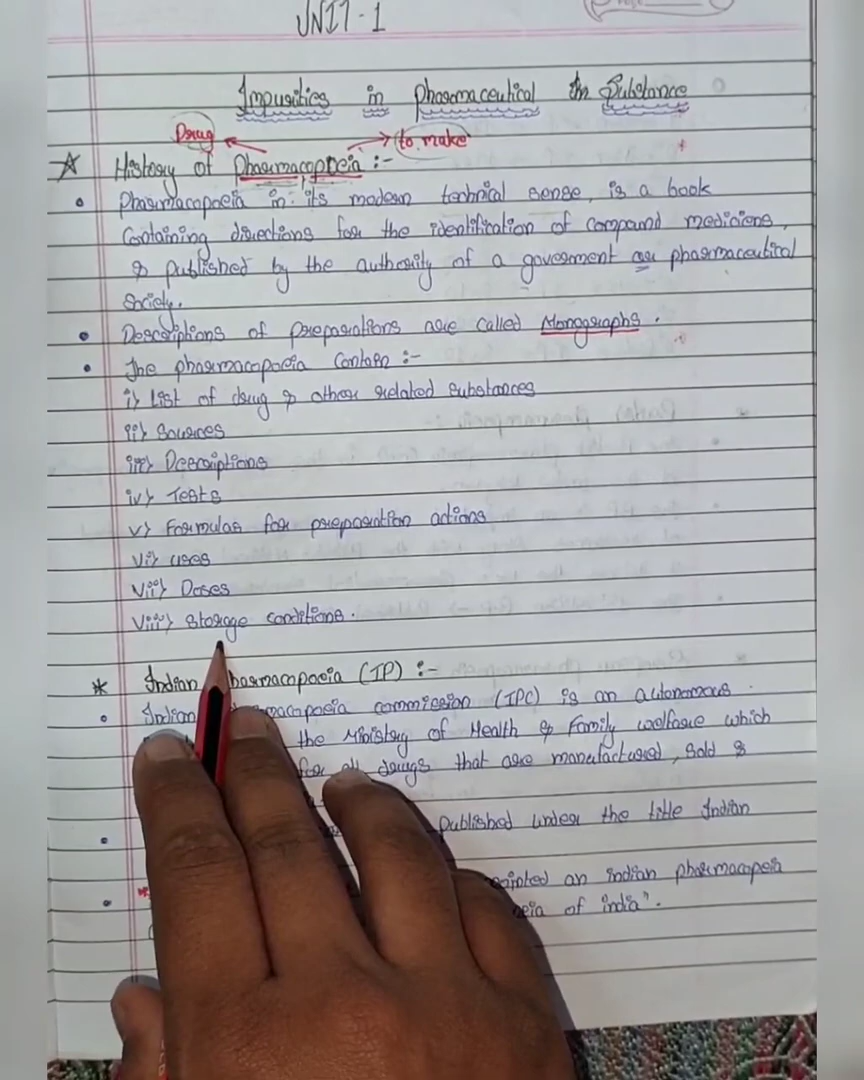 UNIT-1
Impurities in pharmaceutical in Substance
Drug to make
History of Pharmacopoeia :-
• Pharmacopoeia in its modern technical sense, is a book
Containing directions for the identification of compound mediciens,
& published by the authority of a goverment or pharmaceutical
Society.
• Descriptions of preparations are called Monographs.
• The pharmacopoeia Contain :-
i> List of drug & other related substances
ii> Sources
iii> Descriptions
iv> Tests
v> Formulas for preparation actions
vi> uses
vii> Doses
viii> Storage conditions.
* Indian Pharmacopoeia (IP) :-
• Indian pharmacopoeia commission (IPC) is an autonomous
the Ministry of Health & Family welfare which
for all drugs that are manufactured, Sold &
• published under the title Indian
• an indian pharmacopeia
of india".